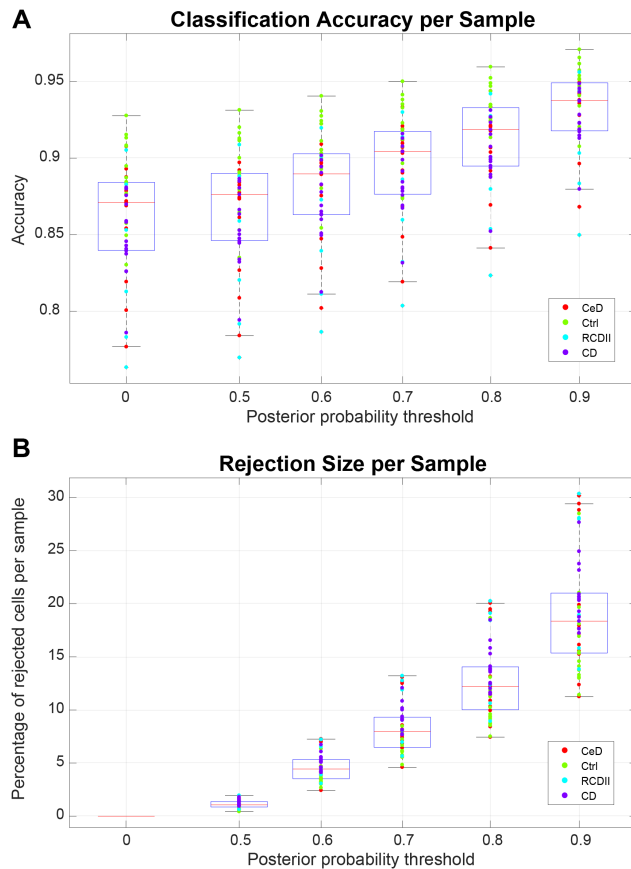 A
Classification Accuracy per Sample
0.95
0.9
0.85
0.8
Accuracy
CeD
Ctrl
RCDII
CD
0 0.5 0.6 0.7 0.8 0.9
Posterior probability threshold
B
Rejection Size per Sample
30
25
20
15
10
5
0
Percentage of rejected cells per sample
CeD
Ctrl
RCDII
CD
0 0.5 0.6 0.7 0.8 0.9
Posterior probability threshold